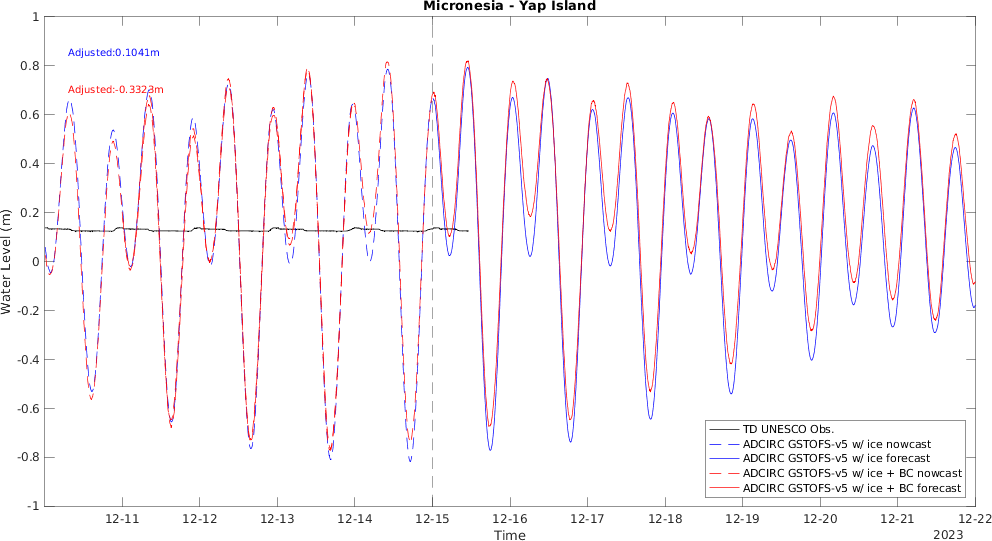 Micronesia - Yap Island
Adjusted:0.1041m
Adjusted:-0.3323m
Water Level (m)
1
0.8
0.6
0.4
0.2
0
-0.2
-0.4
-0.6
-0.8
-1
TD UNESCO Obs.
ADCIRC GSTOFS-v5 w/ ice nowcast
ADCIRC GSTOFS-v5 w/ ice forecast
ADCIRC GSTOFS-v5 w/ ice + BC nowcast
ADCIRC GSTOFS-v5 w/ ice + BC forecast
12-11 12-12 12-13 12-14 12-15 12-16 12-17 12-18 12-19 12-20 12-21 12-22
Time
2023